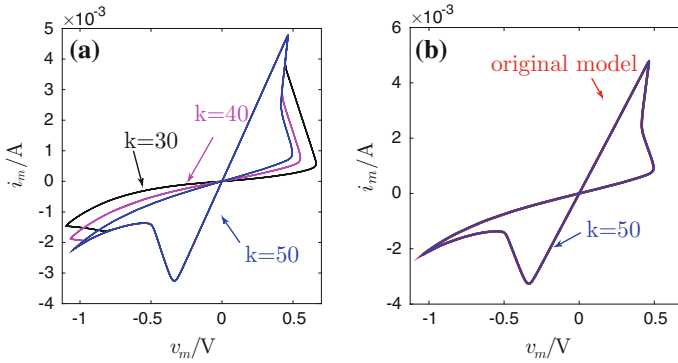 ×10⁻³
(a)
5
4
3
2
1
0
-1
-2
-3
-4
i_m/A
k=40
k=30
k=50
-1
-0.5
0
0.5
v_m/V
×10⁻³
(b)
6
4
2
0
-2
-4
i_m/A
original model
k=50
-1
-0.5
0
0.5
v_m/V